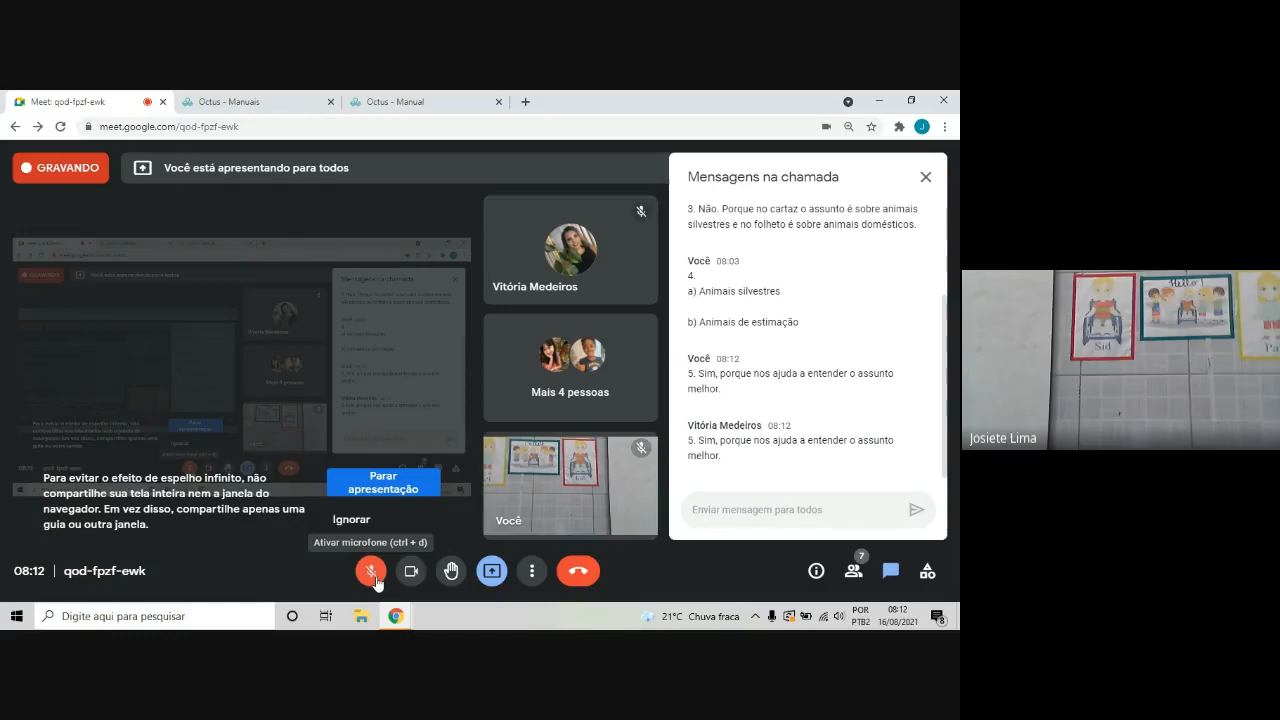 Meet: qod-fpzf-ewk
Octus - Manuais
Octus - Manual
meet.google.com/qod-fpzf-ewk
J
GRAVANDO
Você está apresentando para todos
Mensagens na chamada
3. Não. Porque no cartaz o assunto é sobre animais
silvestres e no folheto é sobre animais domésticos.
Você 08:03
4.
a) Animais silvestres
b) Animais de estimação
Você 08:12
5. Sim, porque nos ajuda a entender o assunto
melhor.
Vitória Medeiros 08:12
5. Sim, porque nos ajuda a entender o assunto
melhor.
Enviar mensagem para todos
Vitória Medeiros
Mais 4 pessoas
Você
Para evitar o efeito de espelho infinito, não
compartilhe sua tela inteira nem a janela do
navegador. Em vez disso, compartilhe apenas uma
guia ou outra janela.
Parar
apresentação
Ignorar
Ativar microfone (ctrl + d)
08:12 | qod-fpzf-ewk
7
Digite aqui para pesquisar
21°C Chuva fraca
POR
PTB2
08:12
16/08/2021
8
Hello!
Sid
Pa
Josiete Lima